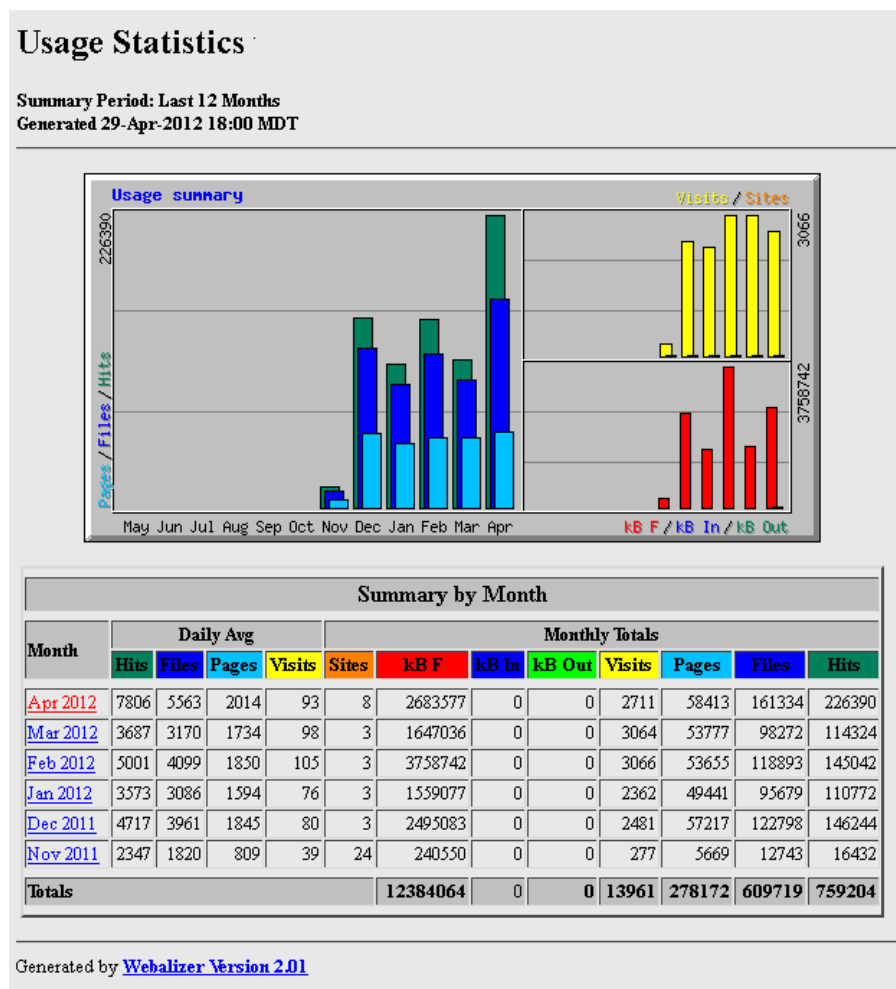 Usage Statistics
Summary Period: Last 12 Months
Generated 29-Apr-2012 18:00 MDT
Usage summary
Visits / Sites
226390
Pages / Files / Hits
3066
3758742
May Jun Jul Aug Sep Oct Nov Dec Jan Feb Mar Apr
kB F / kB In / kB Out
Summary by Month
Month Daily Avg Monthly Totals
Hits Files Pages Visits Sites kB F kB In kB Out Visits Pages Files Hits
Apr 2012 7806 5563 2014 93 8 2683577 0 0 2711 58413 161334 226390
Mar 2012 3687 3170 1734 98 3 1647036 0 0 3064 53777 98272 114324
Feb 2012 5001 4099 1850 105 3 3758742 0 0 3066 53655 118893 145042
Jan 2012 3573 3086 1594 76 3 1559077 0 0 2362 49441 95679 110772
Dec 2011 4717 3961 1845 80 3 2495083 0 0 2481 57217 122798 146244
Nov 2011 2347 1820 809 39 24 240550 0 0 277 5669 12743 16432
Totals 12384064 0 0 13961 278172 609719 759204
Generated by Webalizer Version 2.01